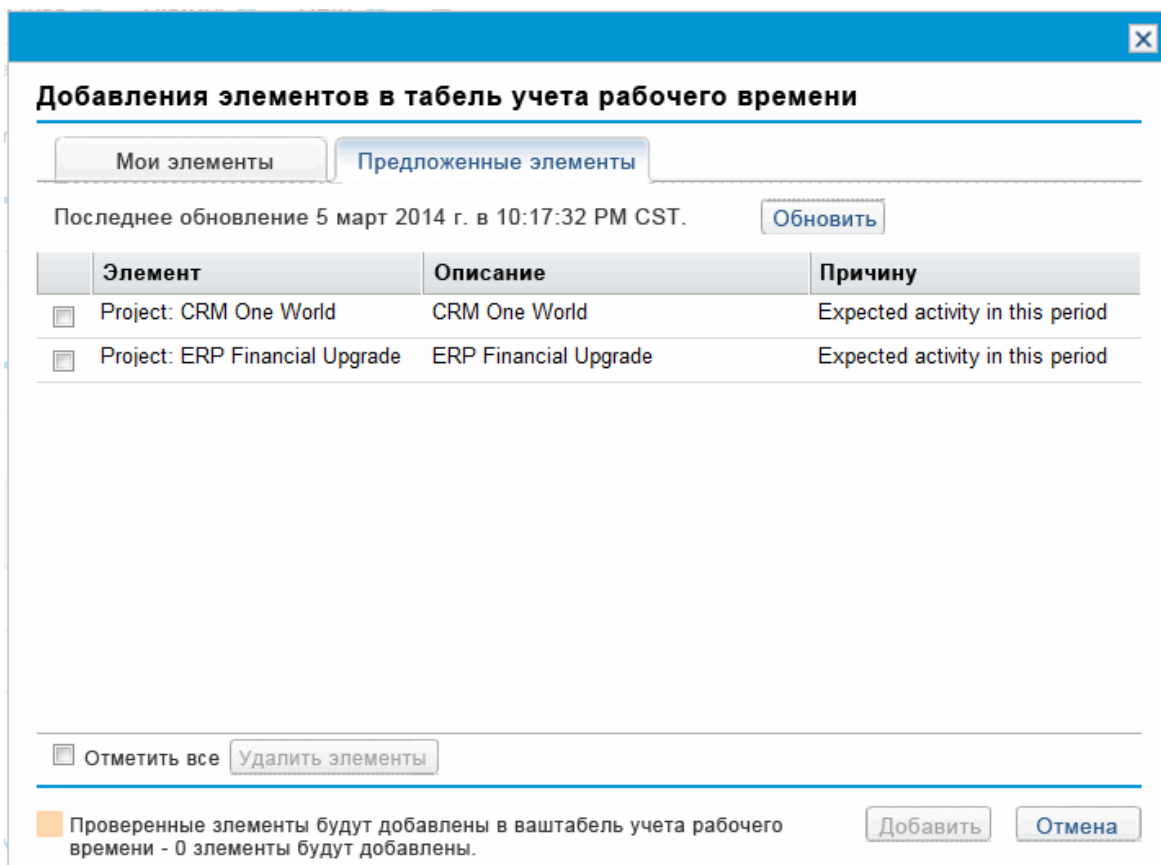 Добавления элементов в табель учета рабочего времени
Мои элементы Предложенные элементы
Последнее обновление 5 март 2014 г. в 10:17:32 PM CST. Обновить
Элемент Описание Причину
Project: CRM One World CRM One World Expected activity in this period
Project: ERP Financial Upgrade ERP Financial Upgrade Expected activity in this period
Отметить все Удалить элементы
Проверенные элементы будут добавлены в ваштабель учета рабочего Добавить Отмена
времени - 0 элементы будут добавлены.